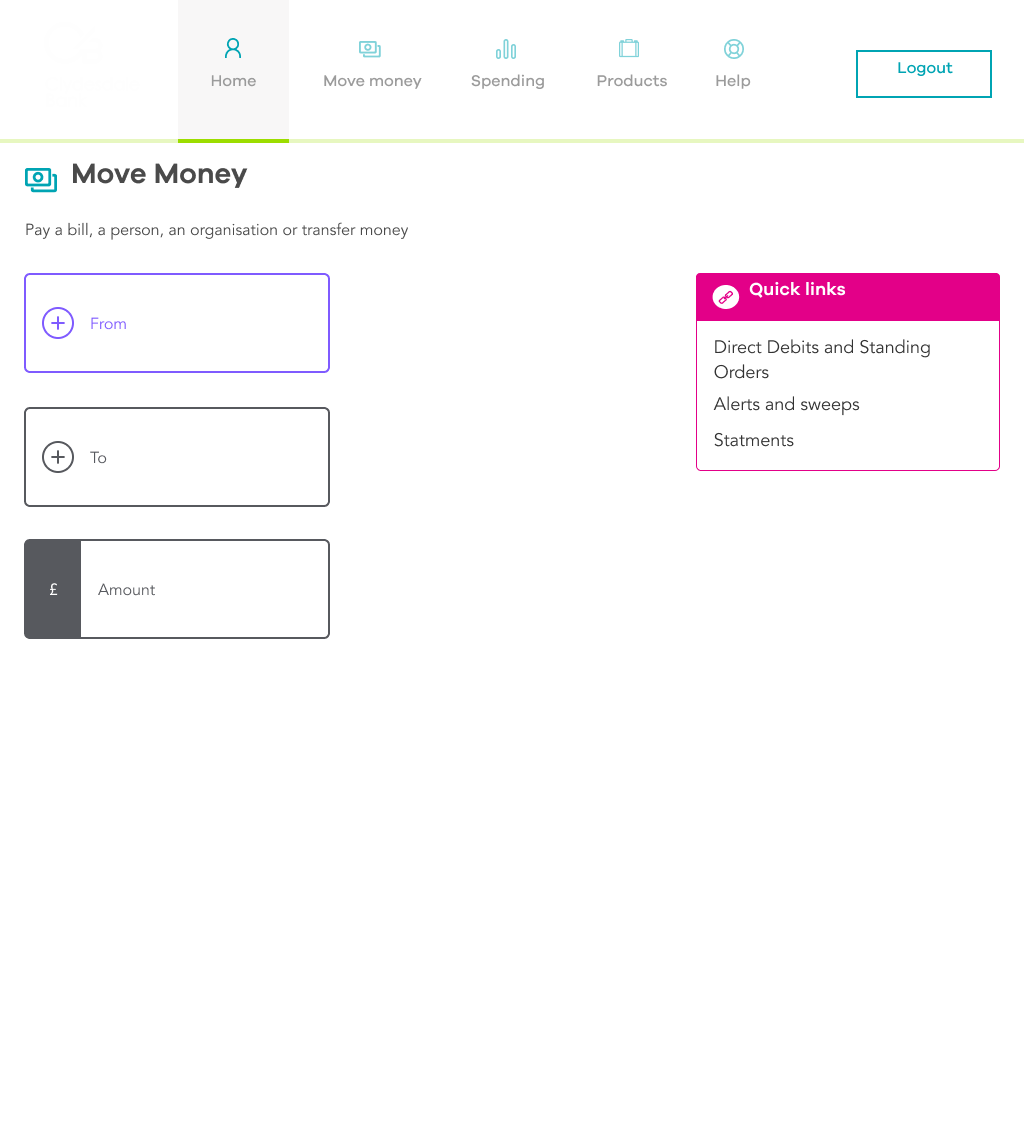 Home
Move money
Spending
Products
Help
Logout
Move Money
Pay a bill, a person, an organisation or transfer money
From
To
£
Amount
Quick links
Direct Debits and Standing
Orders
Alerts and sweeps
Statments